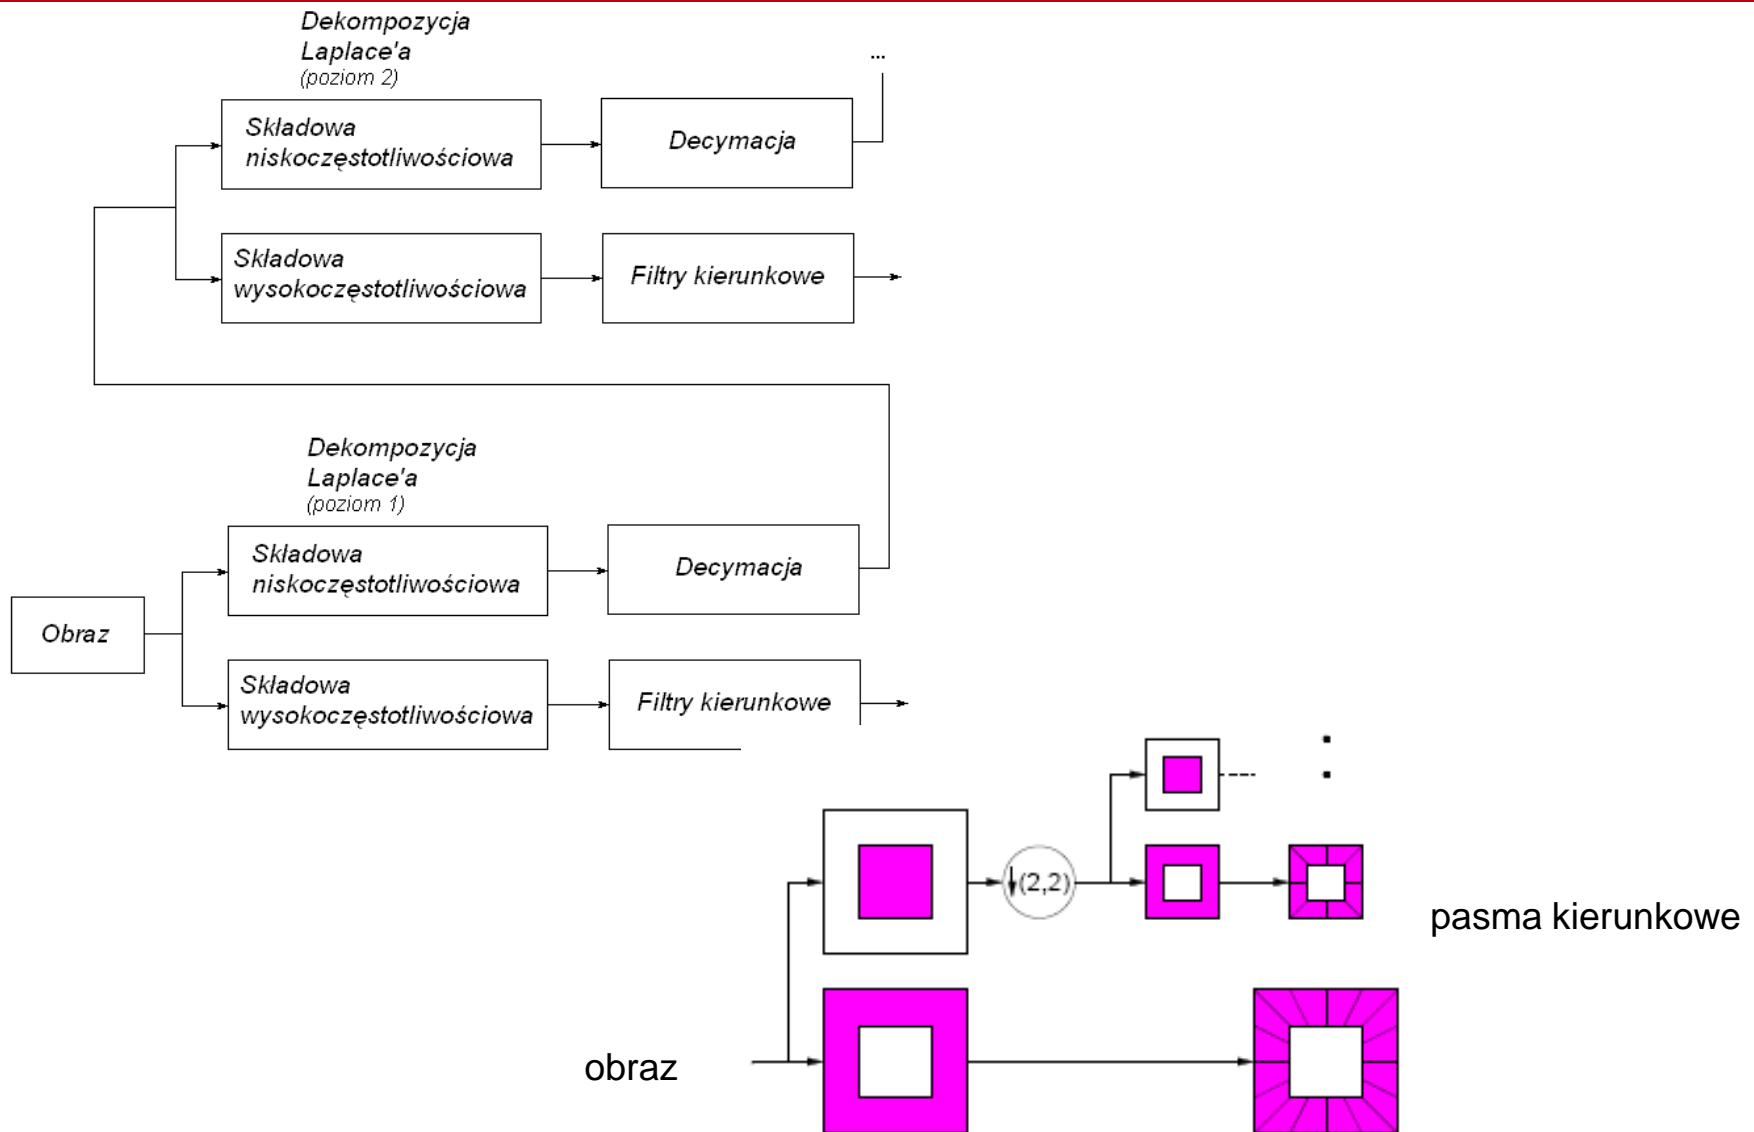 Dekompozycja
Laplace'a
(poziom 2)
...
Składowa
niskoczęstotliwościowa
Decymacja
Składowa
wysokoczęstotliwościowa
Filtry kierunkowe
Dekompozycja
Laplace'a
(poziom 1)
Składowa
niskoczęstotliwościowa
Decymacja
Obraz
Składowa
wysokoczęstotliwościowa
Filtry kierunkowe
↓(2,2)
pasma kierunkowe
obraz